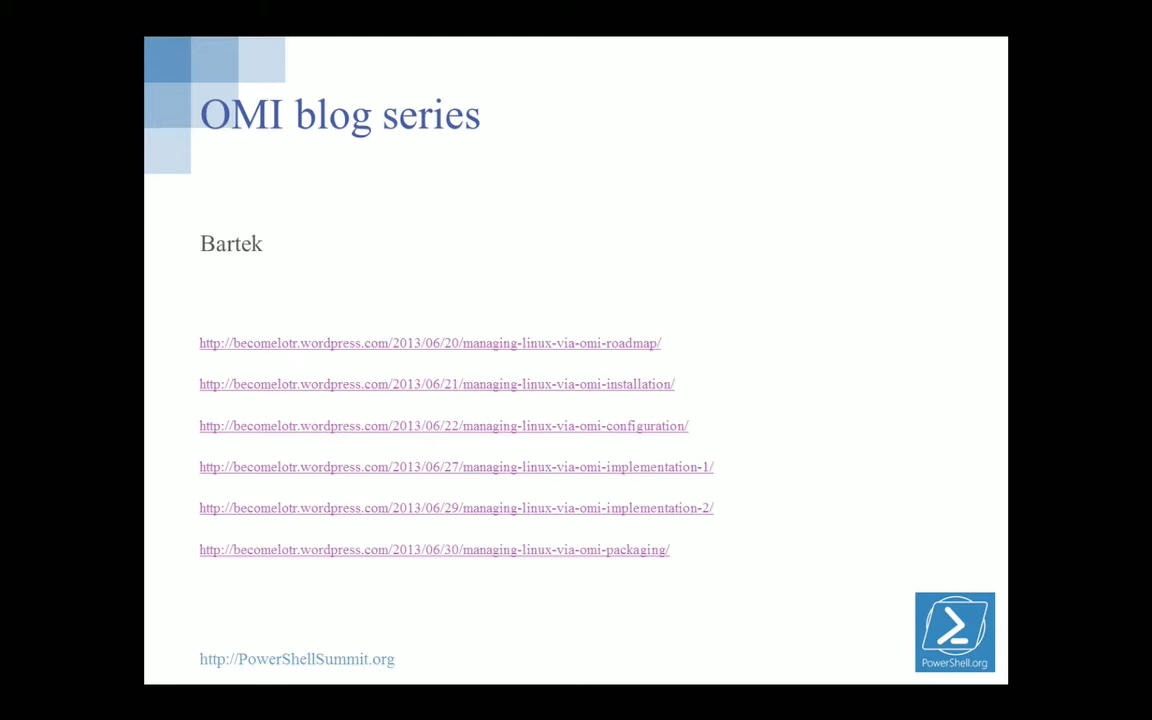 OMI blog series
Bartek
http://becomelotr.wordpress.com/2013/06/20/managing-linux-via-omi-roadmap/
http://becomelotr.wordpress.com/2013/06/21/managing-linux-via-omi-installation/
http://becomelotr.wordpress.com/2013/06/22/managing-linux-via-omi-configuration/
http://becomelotr.wordpress.com/2013/06/27/managing-linux-via-omi-implementation-1/
http://becomelotr.wordpress.com/2013/06/29/managing-linux-via-omi-implementation-2/
http://becomelotr.wordpress.com/2013/06/30/managing-linux-via-omi-packaging/
http://PowerShellSummit.org
PowerShell.org